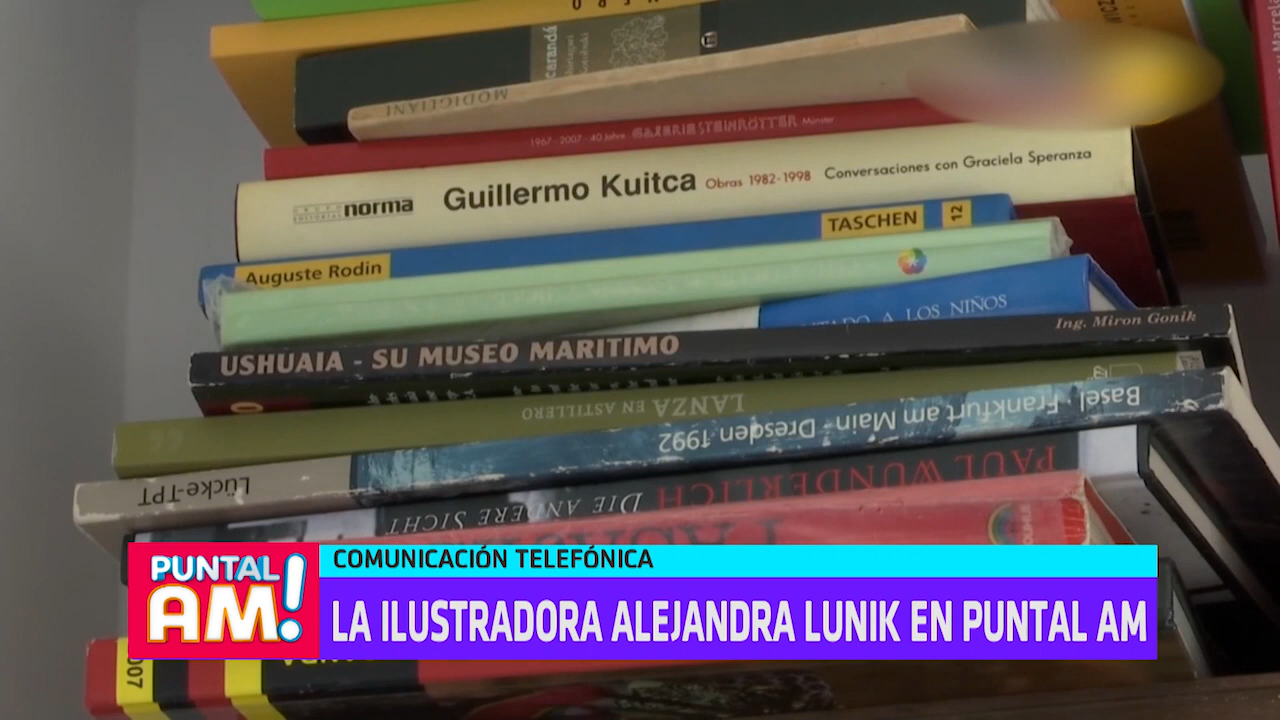 MODIGLIANI
1967 - 2007 - 40 Jahre GALERIE STEINRÖTTER Münster
GRUPO EDITORIAL norma Guillermo Kuitca Obras 1982-1998 Conversaciones con Graciela Speranza
Auguste Rodin TASCHEN 12
A LOS NIÑOS
USHUAIA - SU MUSEO MARITIMO Ing. Miron Gonik
LANZA EN ASTILLERO
Lücke-TPT Basel · Frankfurt am Main - Dresden 1992
PAUL WUNDERLICH DIE ANDERE SICHT
PUNTAL AM!
COMUNICACIÓN TELEFÓNICA
LA ILUSTRADORA ALEJANDRA LUNIK EN PUNTAL AM
2007